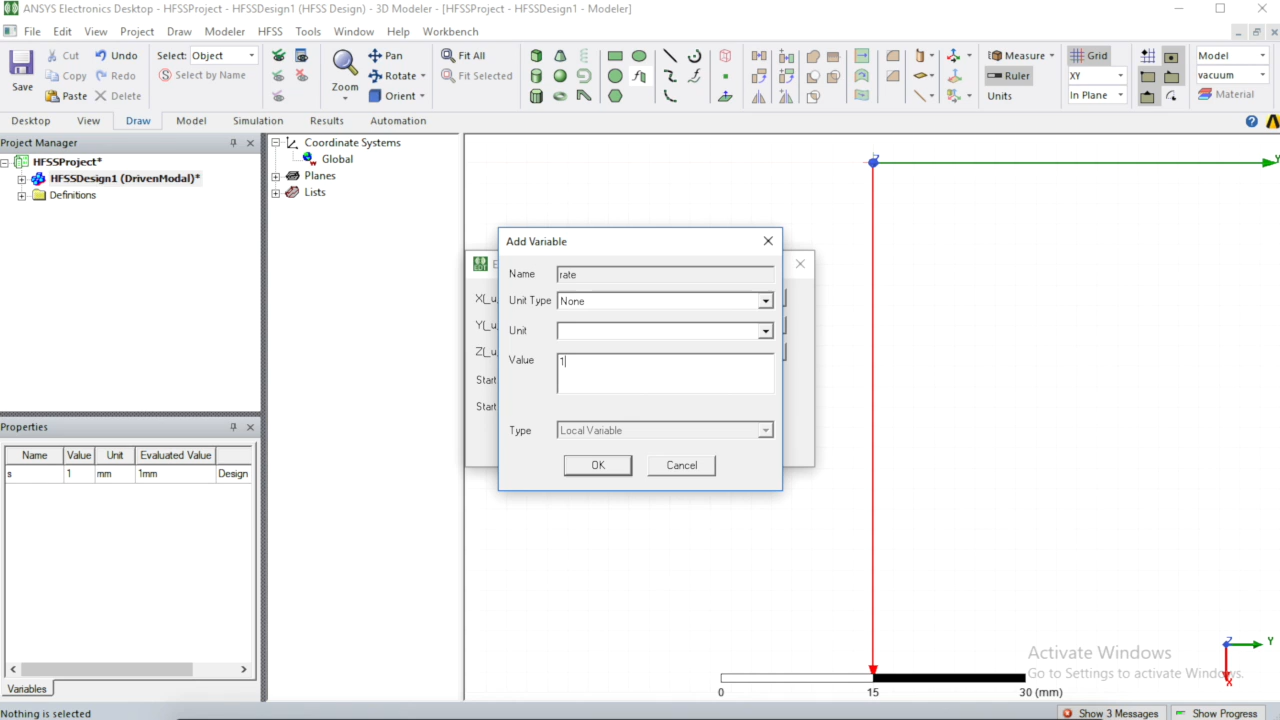 ANSYS Electronics Desktop - HFSSProject - HFSSDesign1 (HFSS Design) - 3D Modeler - [HFSSProject - HFSSDesign1 - Modeler]
File Edit View Project Draw Modeler HFSS Tools Window Help Workbench
Save
Cut
Copy
Paste
Undo
Redo
Delete
Select: Object
Select by Name
Zoom
Pan
Rotate
Orient
Fit All
Fit Selected
Measure
Ruler
Units
Grid
XY
In Plane
Model
vacuum
Material
Desktop View Draw Model Simulation Results Automation
Project Manager
HFSSProject*
HFSSDesign1 (DrivenModal)*
Definitions
Coordinate Systems
Global
Planes
Lists
Properties
Name Value Unit Evaluated Value
s 1 mm 1mm Design
Variables
X(_u
Y(_u
Z(_u
Start
Start
Add Variable
Name rate
Unit Type None
Unit
Value 1
Type Local Variable
OK Cancel
Z
Y
Z
Y
X
0 15 30 (mm)
Activate Windows
Go to Settings to activate Windows.
Nothing is selected
Show 3 Messages
Show Progress